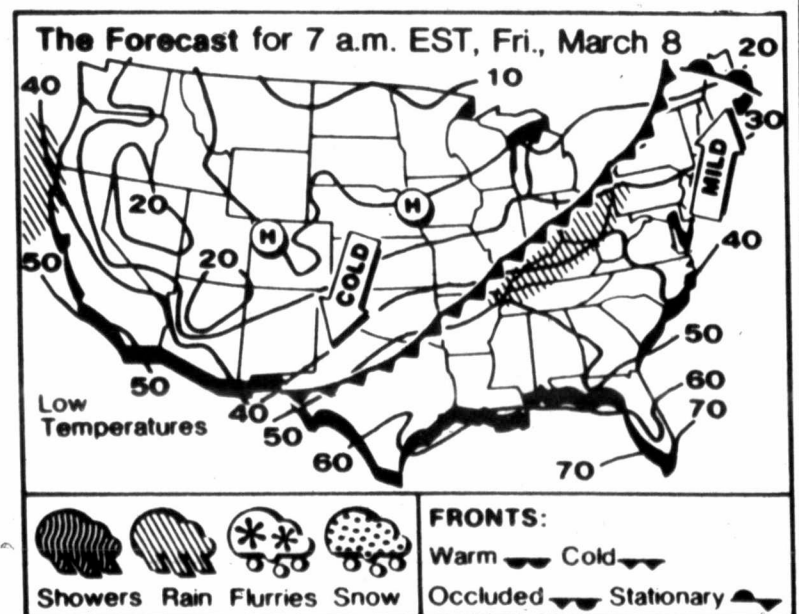 The Forecast for 7 a.m. EST, Fri., March 8
20
40
10
30
MILD
20
H
H
40
50
20
COLD
50
50
60
40
70
Low
Temperatures
50
60
70
FRONTS:
Warm Cold
Showers Rain Flurries Snow
Occluded Stationary